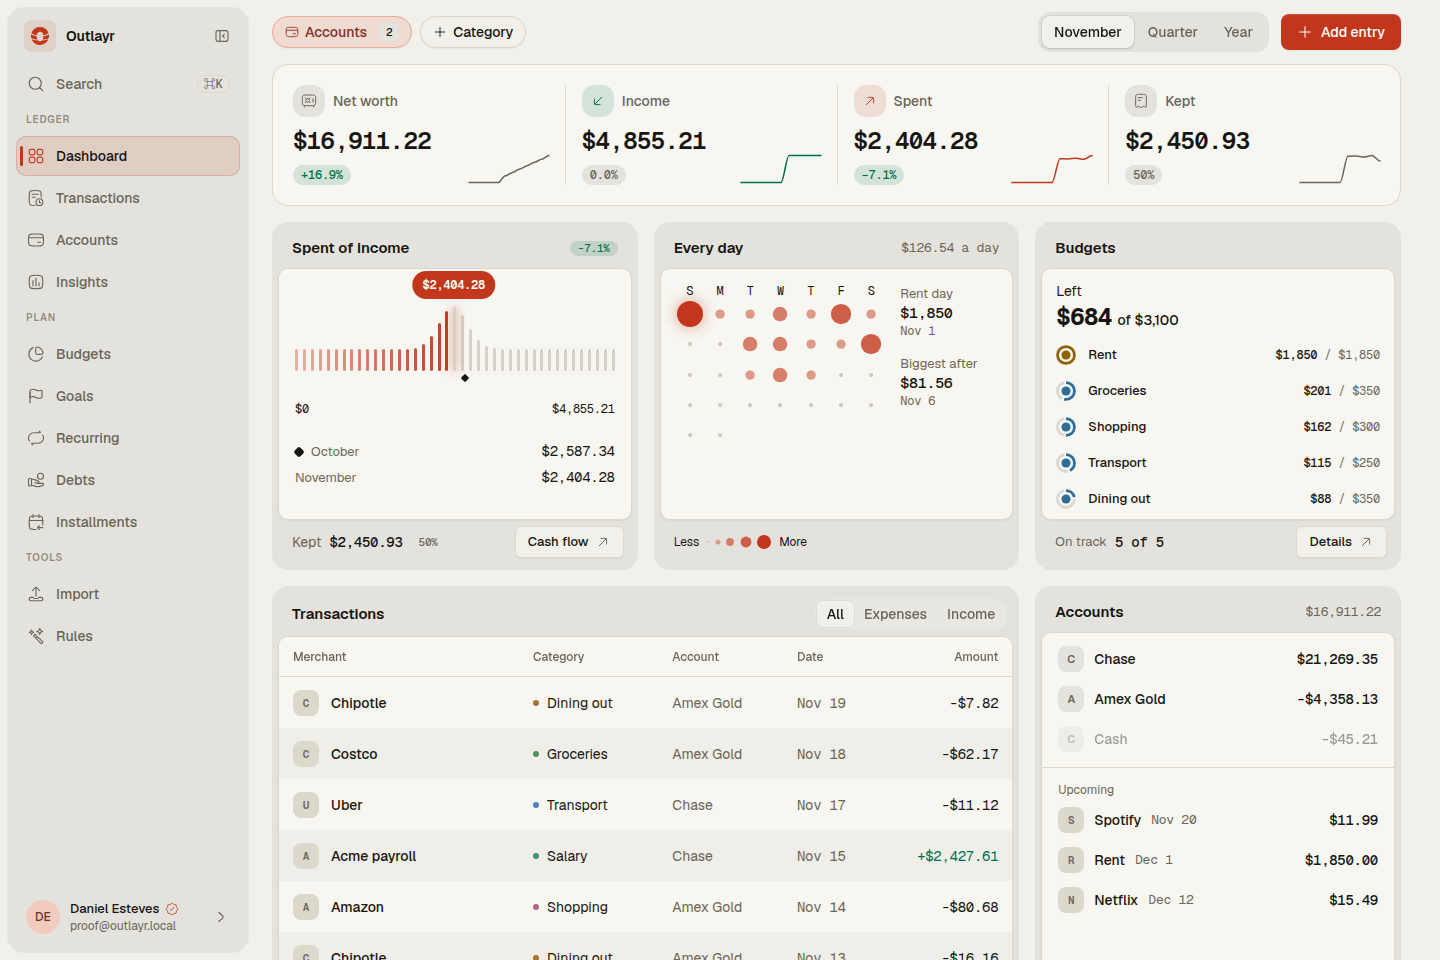 Outlayr
Search ⌘K
LEDGER
Dashboard
Transactions
Accounts
Insights
PLAN
Budgets
Goals
Recurring
Debts
Installments
TOOLS
Import
Rules
DE
Daniel Esteves
proof@outlayr.local
Accounts 2
Category
November Quarter Year
Add entry
Net worth
$16,911.22
+16.9%
Income
$4,855.21
0.0%
Spent
$2,404.28
-7.1%
Kept
$2,450.93
50%
Spent of income -7.1%
$2,404.28
$0 $4,855.21
October $2,587.34
November $2,404.28
Kept $2,450.93 50% Cash flow
Every day $126.54 a day
S M T W T F S
Rent day
$1,850
Nov 1
Biggest after
$81.56
Nov 6
Less More
Budgets
Left
$684 of $3,100
Rent $1,850 / $1,850
Groceries $201 / $350
Shopping $162 / $300
Transport $115 / $250
Dining out $88 / $350
On track 5 of 5 Details
Transactions All Expenses Income
Merchant Category Account Date Amount
C Chipotle Dining out Amex Gold Nov 19 -$7.82
C Costco Groceries Amex Gold Nov 18 -$62.17
U Uber Transport Chase Nov 17 -$11.12
A Acme payroll Salary Chase Nov 15 +$2,427.61
A Amazon Shopping Amex Gold Nov 14 -$80.68
C Chipotle Dining out Amex Gold Nov 13 -$16.16
Accounts $16,911.22
C Chase $21,269.35
A Amex Gold -$4,358.13
C Cash -$45.21
Upcoming
S Spotify Nov 20 $11.99
R Rent Dec 1 $1,850.00
N Netflix Dec 12 $15.49